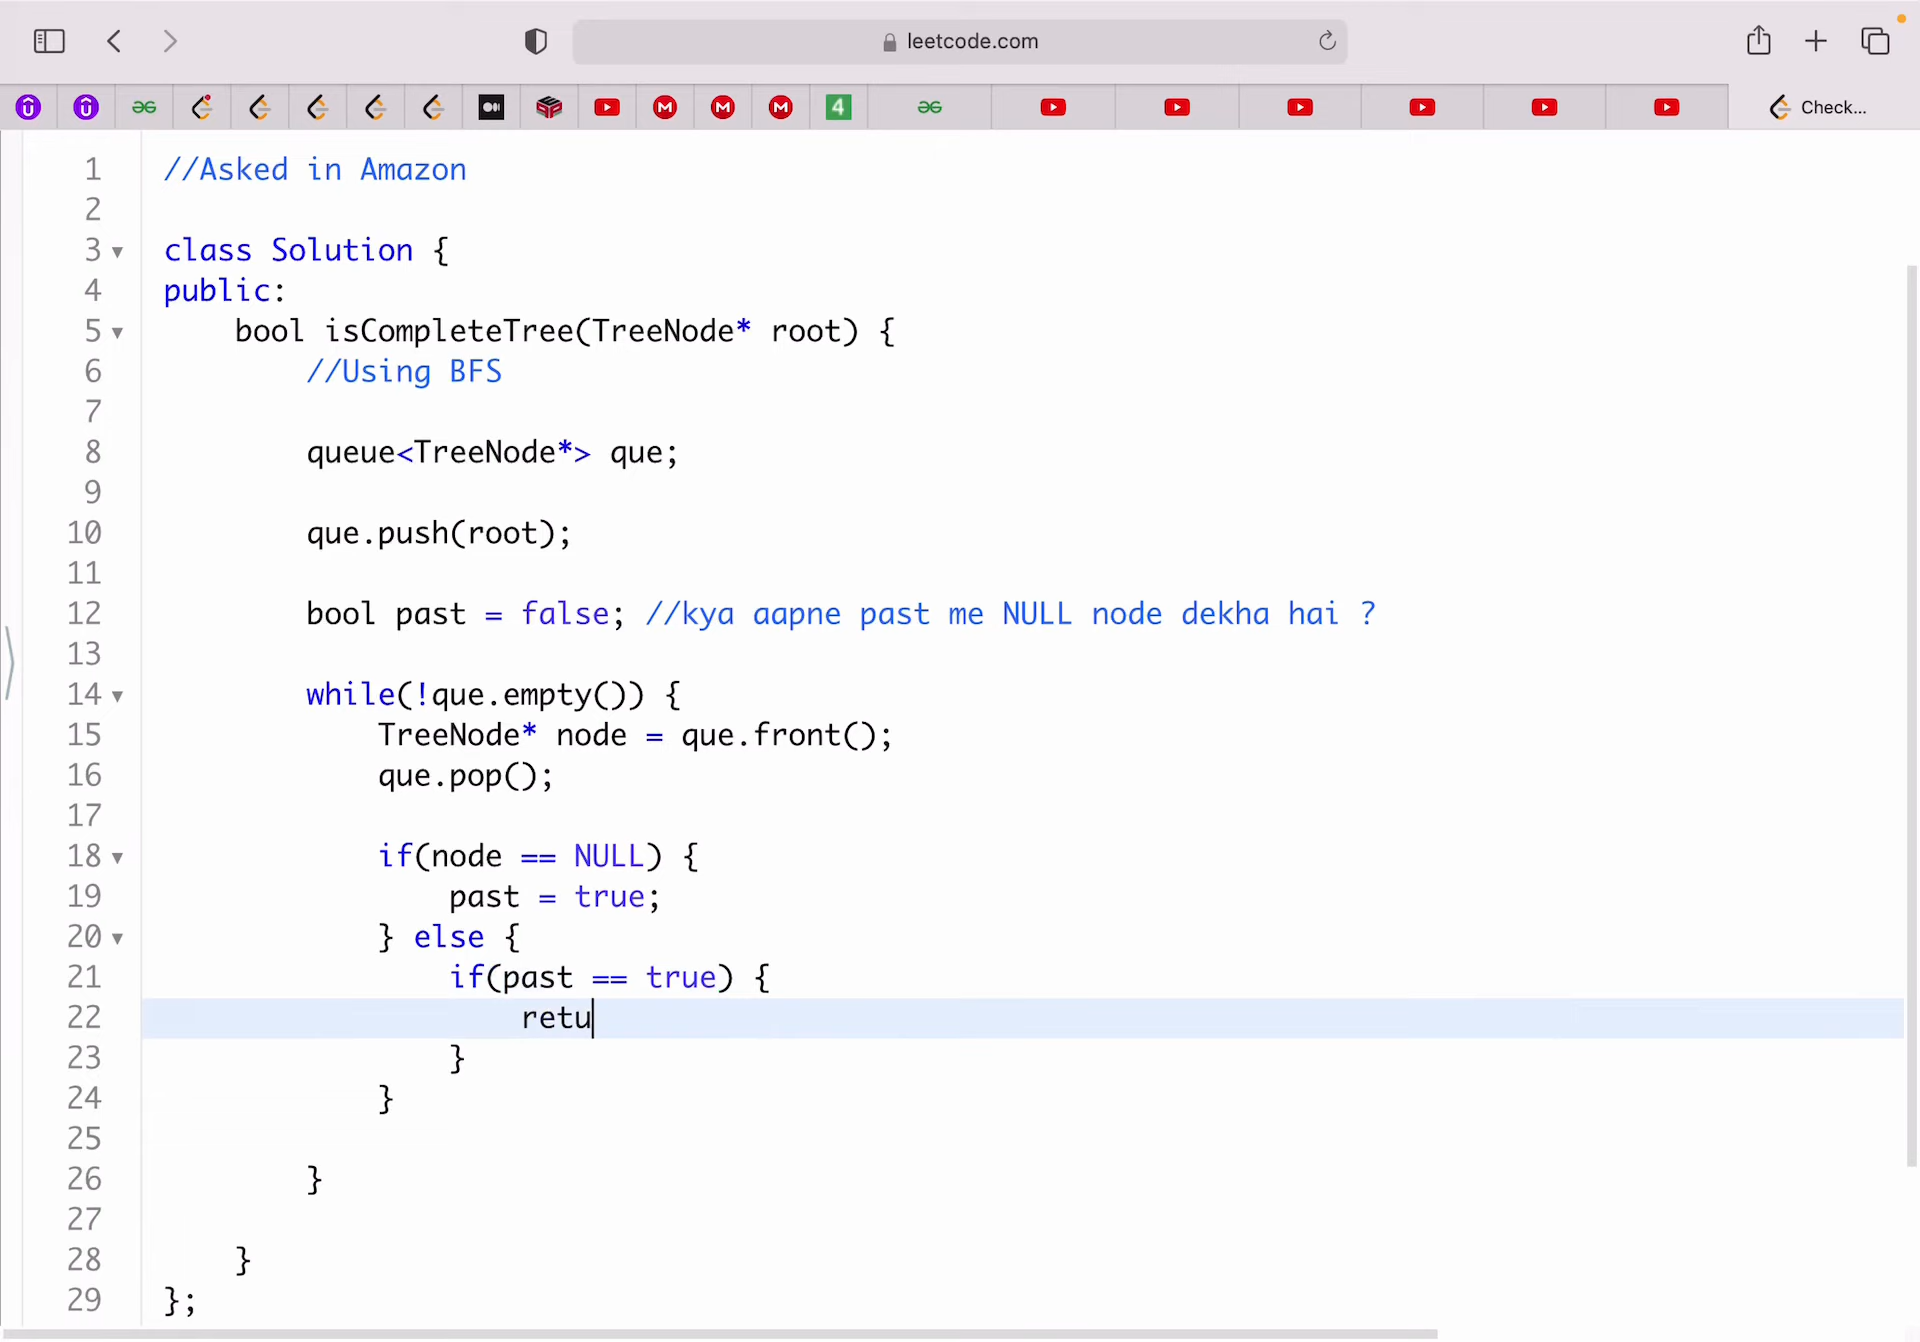 leetcode.com
4
Check...
1 //Asked in Amazon
2
3 class Solution {
4 public:
5 bool isCompleteTree(TreeNode* root) {
6 //Using BFS
7
8 queue<TreeNode*> que;
9
10 que.push(root);
11
12 bool past = false; //kya aapne past me NULL node dekha hai ?
13
14 while(!que.empty()) {
15 TreeNode* node = que.front();
16 que.pop();
17
18 if(node == NULL) {
19 past = true;
20 } else {
21 if(past == true) {
22 retu
23 }
24 }
25
26 }
27
28 }
29 };